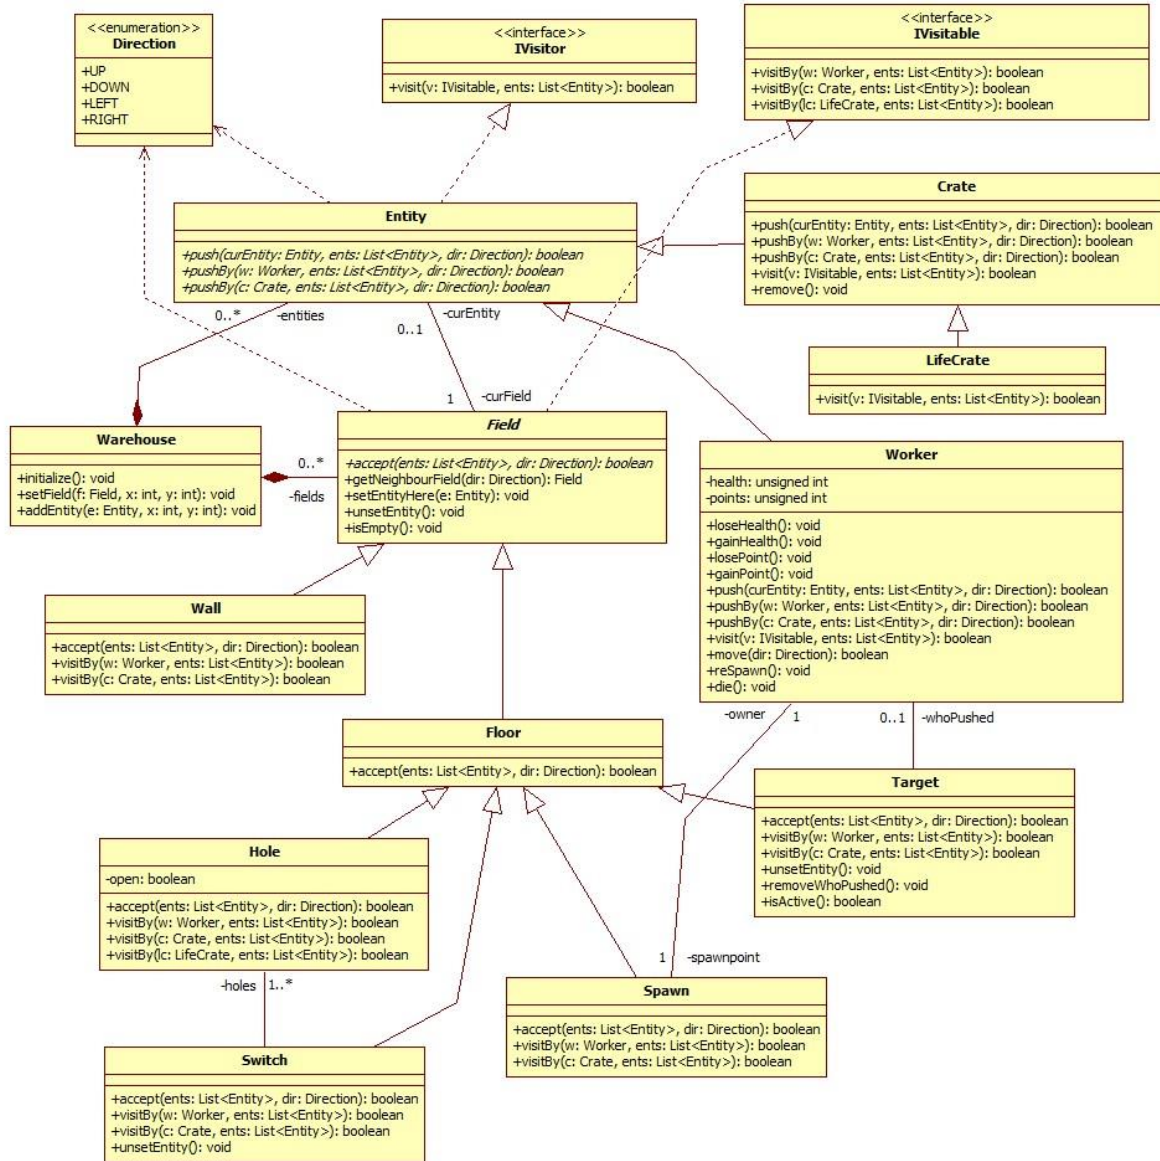 <<enumeration>>
Direction
+UP
+DOWN
+LEFT
+RIGHT
<<interface>>
IVisitor
+visit(v: IVisitable, ents: List<Entity>): boolean
<<interface>>
IVisitable
+visitBy(w: Worker, ents: List<Entity>): boolean
+visitBy(c: Crate, ents: List<Entity>): boolean
+visitBy(lc: LifeCrate, ents: List<Entity>): boolean
Entity
+push(curEntity: Entity, ents: List<Entity>, dir: Direction): boolean
+pushBy(w: Worker, ents: List<Entity>, dir: Direction): boolean
+pushBy(c: Crate, ents: List<Entity>, dir: Direction): boolean
Crate
+push(curEntity: Entity, ents: List<Entity>, dir: Direction): boolean
+pushBy(w: Worker, ents: List<Entity>, dir: Direction): boolean
+pushBy(c: Crate, ents: List<Entity>, dir: Direction): boolean
+visit(v: IVisitable, ents: List<Entity>): boolean
+remove(): void
0..*
-entities
-curEntity
0..1
LifeCrate
+visit(v: IVisitable, ents: List<Entity>): boolean
1
-curField
Warehouse
+initialize(): void
+setField(f: Field, x: int, y: int): void
+addEntity(e: Entity, x: int, y: int): void
0..*
-fields
Field
+accept(ents: List<Entity>, dir: Direction): boolean
+getNeighbourField(dir: Direction): Field
+setEntityHere(e: Entity): void
+unsetEntity(): void
+isEmpty(): void
Worker
-health: unsigned int
-points: unsigned int
+loseHealth(): void
+gainHealth(): void
+losePoint(): void
+gainPoint(): void
+push(curEntity: Entity, ents: List<Entity>, dir: Direction): boolean
+pushBy(w: Worker, ents: List<Entity>, dir: Direction): boolean
+pushBy(c: Crate, ents: List<Entity>, dir: Direction): boolean
+visit(v: IVisitable, ents: List<Entity>): boolean
+move(dir: Direction): boolean
+reSpawn(): void
+die(): void
Wall
+accept(ents: List<Entity>, dir: Direction): boolean
+visitBy(w: Worker, ents: List<Entity>): boolean
+visitBy(c: Crate, ents: List<Entity>): boolean
-owner
1
0..1
-whoPushed
Floor
+accept(ents: List<Entity>, dir: Direction): boolean
Target
+accept(ents: List<Entity>, dir: Direction): boolean
+visitBy(w: Worker, ents: List<Entity>): boolean
+visitBy(c: Crate, ents: List<Entity>): boolean
+unsetEntity(): void
+removeWhoPushed(): void
+isActive(): boolean
Hole
-open: boolean
+accept(ents: List<Entity>, dir: Direction): boolean
+visitBy(w: Worker, ents: List<Entity>): boolean
+visitBy(c: Crate, ents: List<Entity>): boolean
+visitBy(lc: LifeCrate, ents: List<Entity>): boolean
-holes
1..*
1
-spawnpoint
Spawn
+accept(ents: List<Entity>, dir: Direction): boolean
+visitBy(w: Worker, ents: List<Entity>): boolean
+visitBy(c: Crate, ents: List<Entity>): boolean
Switch
+accept(ents: List<Entity>, dir: Direction): boolean
+visitBy(w: Worker, ents: List<Entity>): boolean
+visitBy(c: Crate, ents: List<Entity>): boolean
+unsetEntity(): void